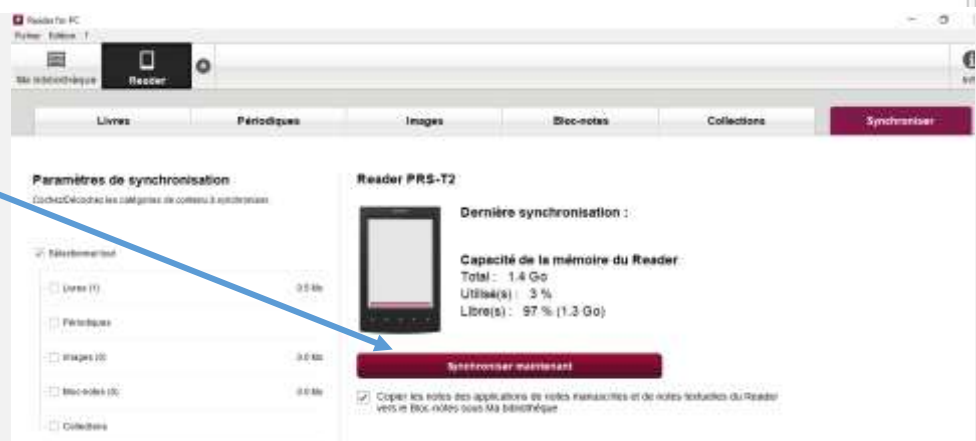 Reader for PC
Fichier Edition ?
Ma bibliothèque
Reader
Livres
Périodiques
Images
Bloc-notes
Collections
Synchroniser
Paramètres de synchronisation
Cochez/Décochez les catégories de contenu à synchroniser.
Sélectionner tout
Livres (1) 0.5 Mo
Périodiques
Images (0) 0.0 Mo
Bloc-notes (0) 0.0 Mo
Collections
Reader PRS-T2
Dernière synchronisation :
Capacité de la mémoire du Reader
Total : 1.4 Go
Utilisé(s) : 3 %
Libre(s) : 97 % (1.3 Go)
Synchroniser maintenant
Copier les notes des applications de notes manuscrites et de notes textuelles du Reader
vers le Bloc-notes sous Ma bibliothèque